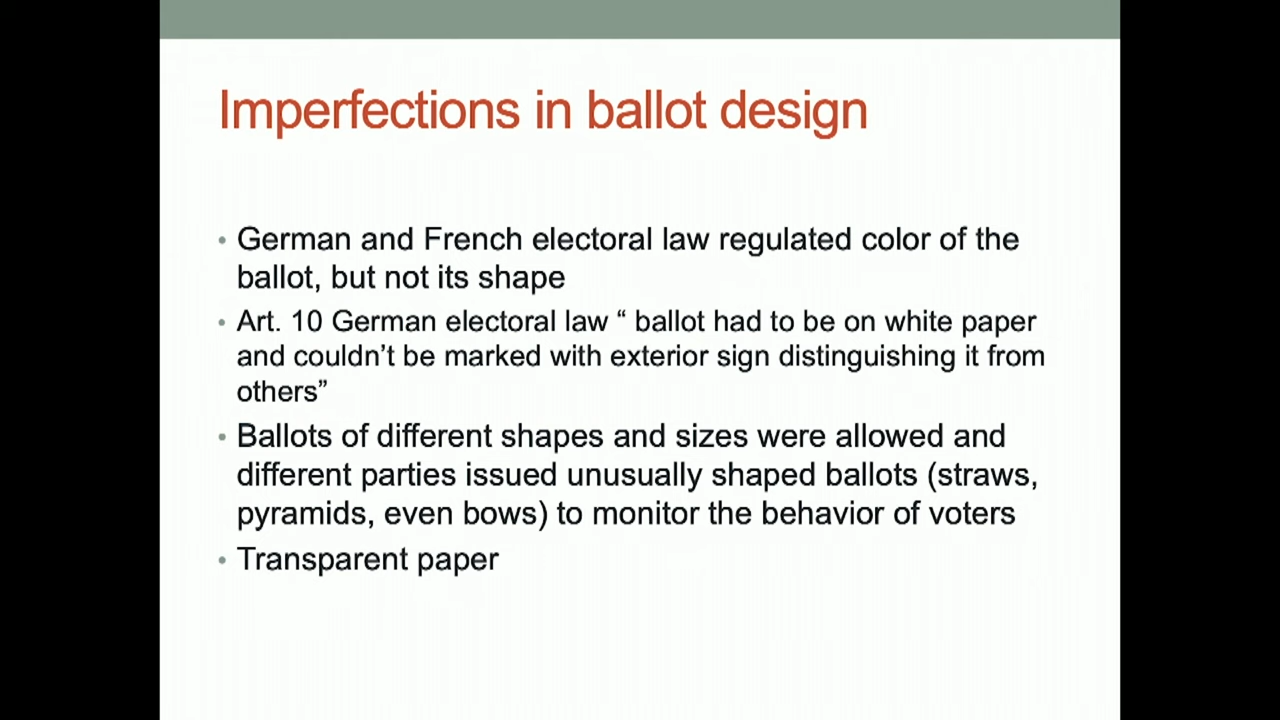 Imperfections in ballot design
• German and French electoral law regulated color of the
ballot, but not its shape
• Art. 10 German electoral law “ ballot had to be on white paper
and couldn’t be marked with exterior sign distinguishing it from
others”
• Ballots of different shapes and sizes were allowed and
different parties issued unusually shaped ballots (straws,
pyramids, even bows) to monitor the behavior of voters
• Transparent paper